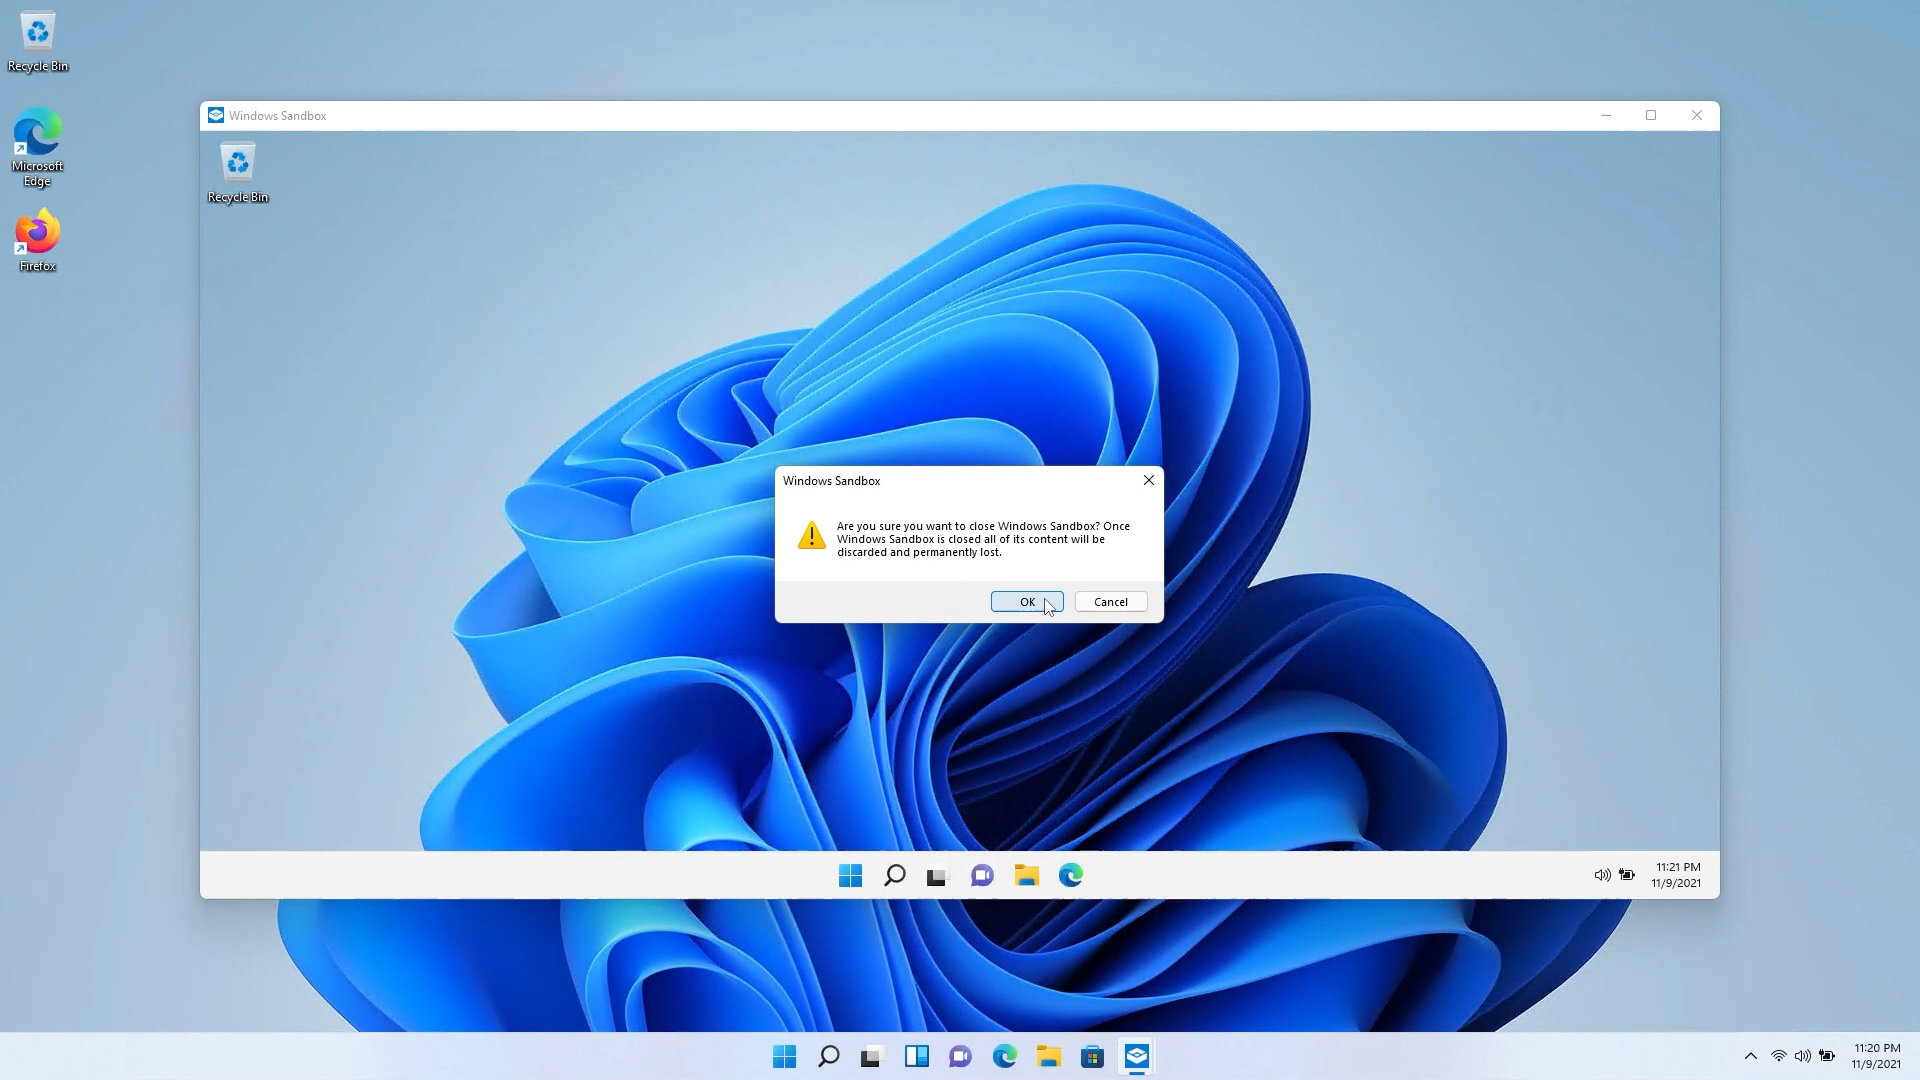 Recycle Bin
Microsoft
Edge
Firefox
Windows Sandbox
Recycle Bin
Windows Sandbox
Are you sure you want to close Windows Sandbox? Once
Windows Sandbox is closed all of its content will be
discarded and permanently lost.
OK
Cancel
11:21 PM
11/9/2021
11:20 PM
11/9/2021